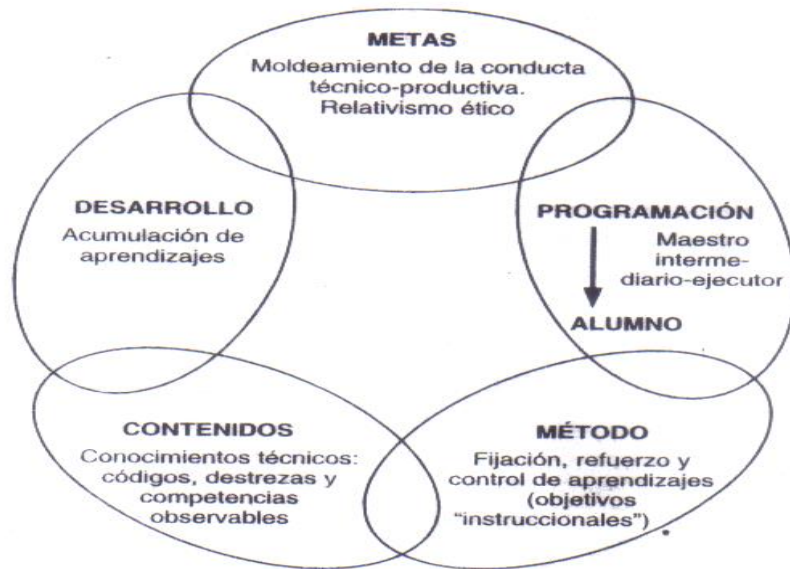 METAS
Moldeamiento de la conducta
técnico-productiva.
Relativismo ético
DESARROLLO
Acumulación de
aprendizajes
PROGRAMACIÓN
Maestro
interme-
diario-ejecutor
ALUMNO
CONTENIDOS
Conocimientos técnicos:
códigos, destrezas y
competencias
observables
MÉTODO
Fijación, refuerzo y
control de aprendizajes
(objetivos
“instruccionales”)